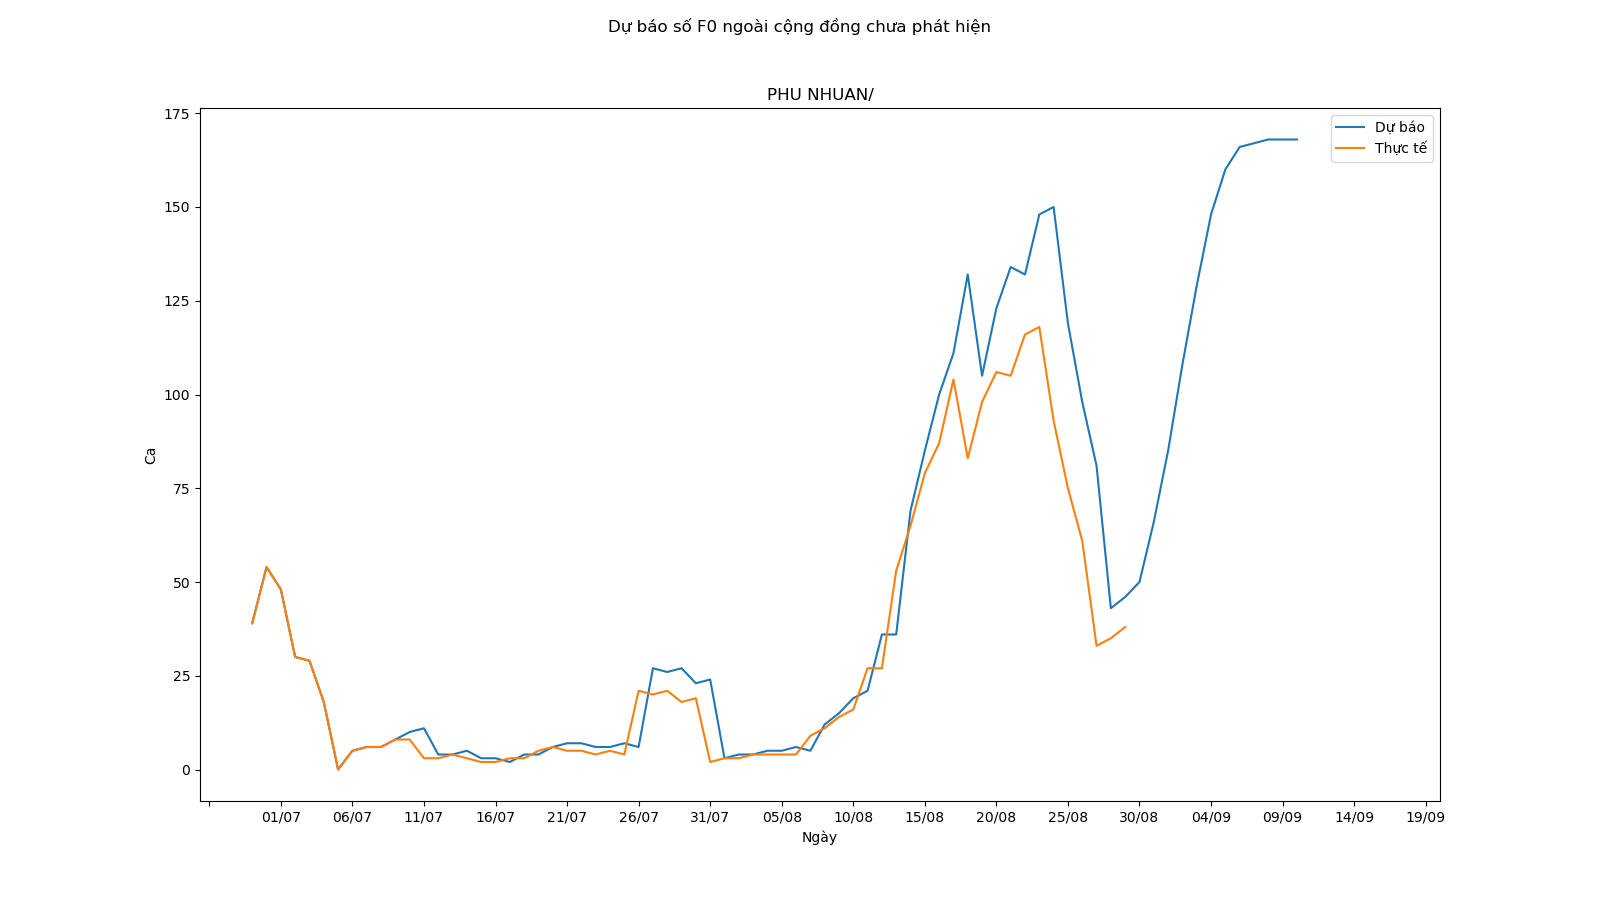 Dự báo số F0 ngoài cộng đồng chưa phát hiện
PHU NHUAN/
Dự báo
Thực tế
175
150
125
100
75
50
25
0
Ca
01/07 06/07 11/07 16/07 21/07 26/07 31/07 05/08 10/08 15/08 20/08 25/08 30/08 04/09 09/09 14/09 19/09
Ngày